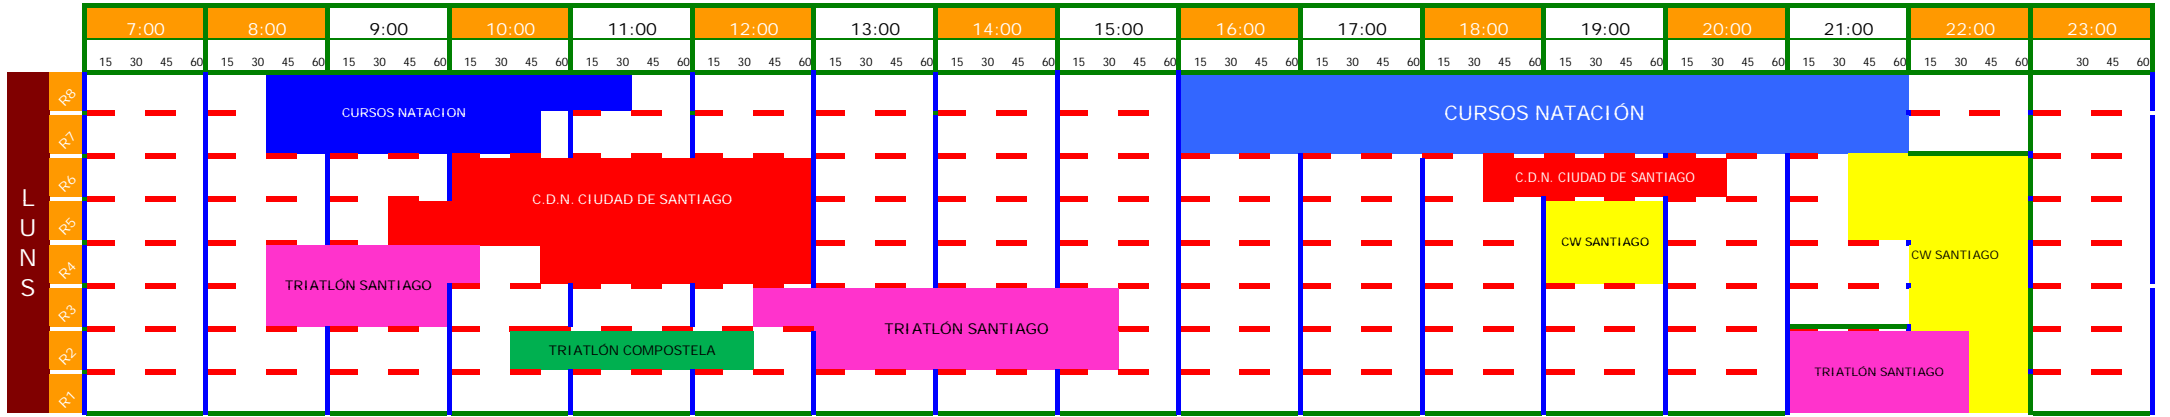 7:00 8:00 9:00 10:00 11:00 12:00 13:00 14:00 15:00 16:00 17:00 18:00 19:00 20:00 21:00 22:00 23:00
15 30 45 60 15 30 45 60 15 30 45 60 15 30 45 60 15 30 45 60 15 30 45 60 15 30 45 60 15 30 45 60 15 30 45 60 15 30 45 60 15 30 45 60 15 30 45 60 15 30 45 60 15 30 45 60 15 30 45 60 15 30 45 60 30 45 60
LUNS
R8
CURSOS NATACION
CURSOS NATACIÓN
R7
R6
C.D.N. CIUDAD DE SANTIAGO
C.D.N. CIUDAD DE SANTIAGO
R5
CW SANTIAGO
CW SANTIAGO
R4
TRIATLÓN SANTIAGO
R3
TRIATLÓN SANTIAGO
R2
TRIATLÓN COMPOSTELA
TRIATLÓN SANTIAGO
R1